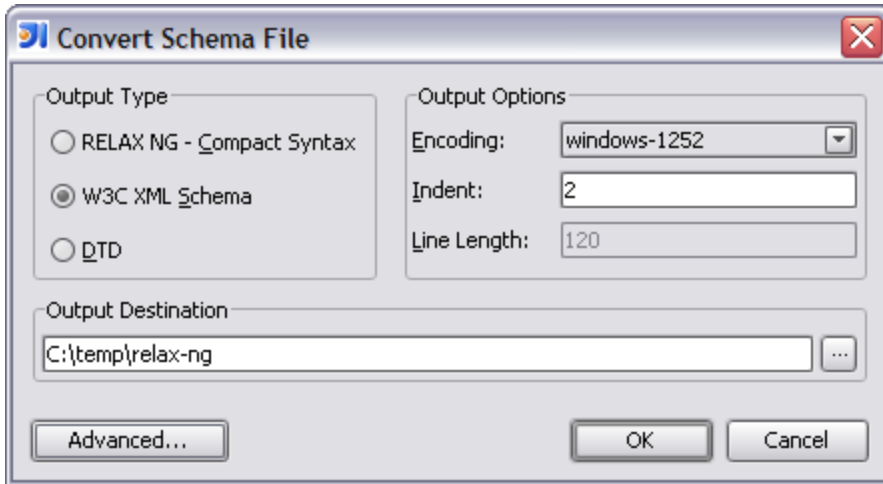 Convert Schema File
Output Type
RELAX NG - Compact Syntax
W3C XML Schema
DTD
Output Options
Encoding: windows-1252
Indent: 2
Line Length: 120
Output Destination
C:\temp\relax-ng
...
Advanced... OK Cancel